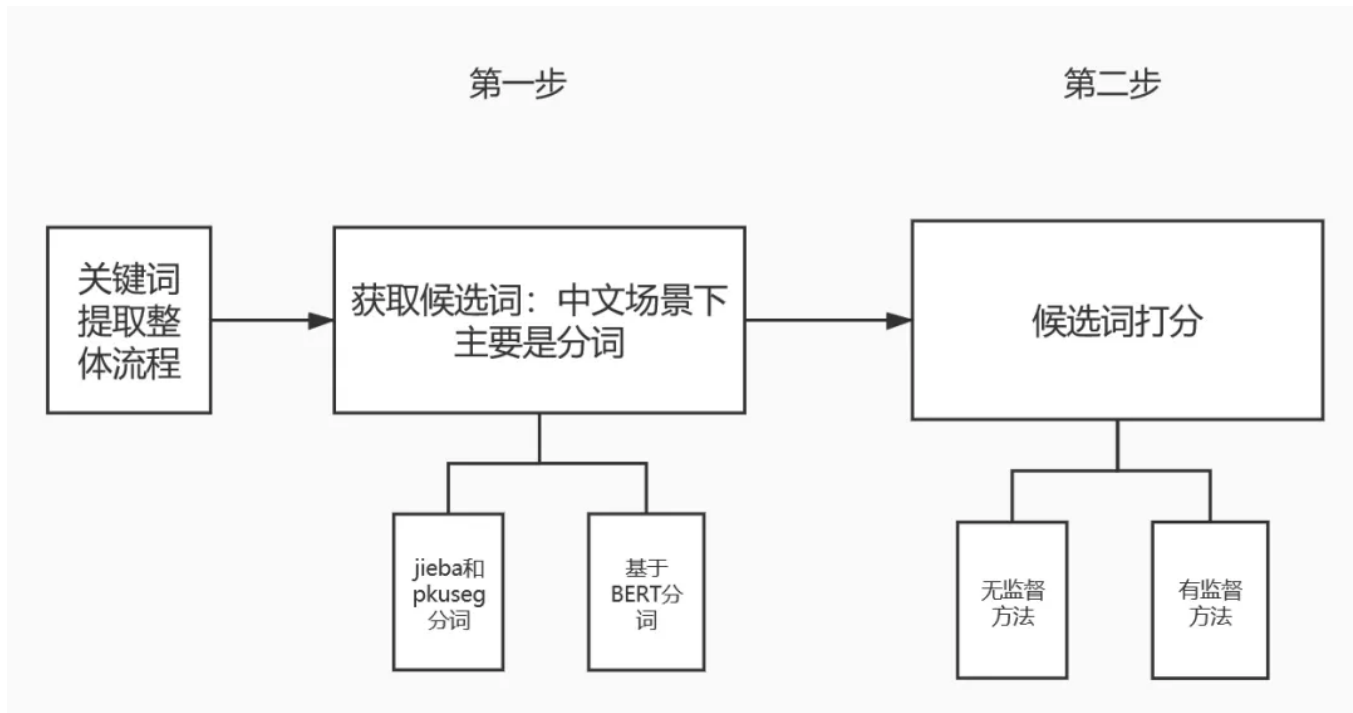 第一步
第二步
关键词
提取整
体流程
获取候选词：中文场景下
主要是分词
候选词打分
jieba和
pkuseg
分词
基于
BERT分
词
无监督
方法
有监督
方法